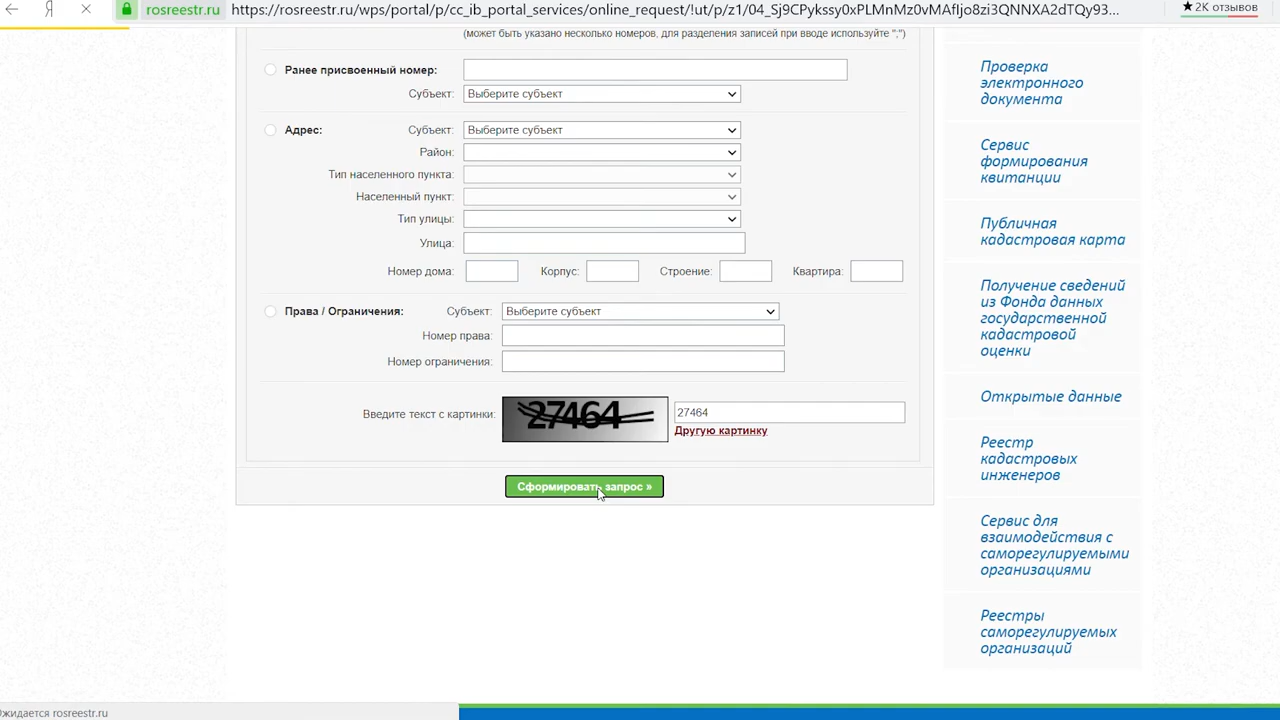 rosreestr.ru
https://rosreestr.ru/wps/portal/p/cc_ib_portal_services/online_request/!ut/p/z1/04_Sj9CPykssy0xPLMnMz0vMAfIjo8zi3QNNXA2dTQy93...
★2K отзывов
(может быть указано несколько номеров, для разделения записей при вводе используйте ";")
Ранее присвоенный номер:
Субъект: Выберите субъект
Адрес: Субъект: Выберите субъект
Район:
Тип населенного пункта:
Населенный пункт:
Тип улицы:
Улица:
Номер дома: Корпус: Строение: Квартира:
Права / Ограничения: Субъект: Выберите субъект
Номер права:
Номер ограничения:
Введите текст с картинки: 27464 27464
Другую картинку
Сформировать запрос »
Проверка
электронного
документа
Сервис
формирования
квитанции
Публичная
кадастровая карта
Получение сведений
из Фонда данных
государственной
кадастровой
оценки
Открытые данные
Реестр
кадастровых
инженеров
Сервис для
взаимодействия с
саморегулируемыми
организациями
Реестры
саморегулируемых
организаций
Ожидается rosreestr.ru